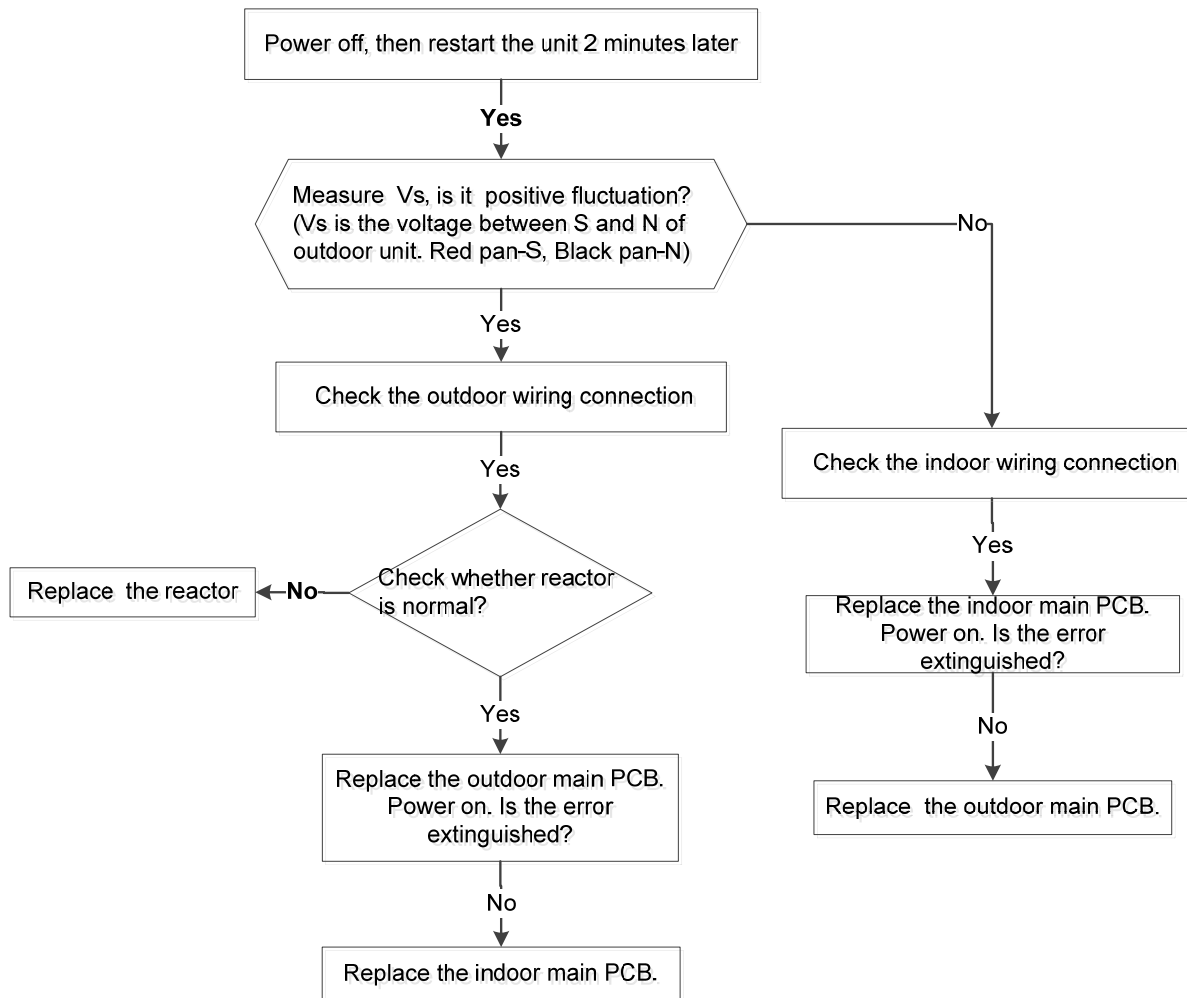 Power off, then restart the unit 2 minutes later
Yes
Measure Vs, is it positive fluctuation?
(Vs is the voltage between S and N of
outdoor unit. Red pan-S, Black pan-N)
No
Yes
Check the outdoor wiring connection
Check the indoor wiring connection
Yes
Yes
Check whether reactor
is normal?
No
Replace the reactor
Replace the indoor main PCB.
Power on. Is the error
extinguished?
Yes
No
Replace the outdoor main PCB.
Power on. Is the error
extinguished?
Replace the outdoor main PCB.
No
Replace the indoor main PCB.